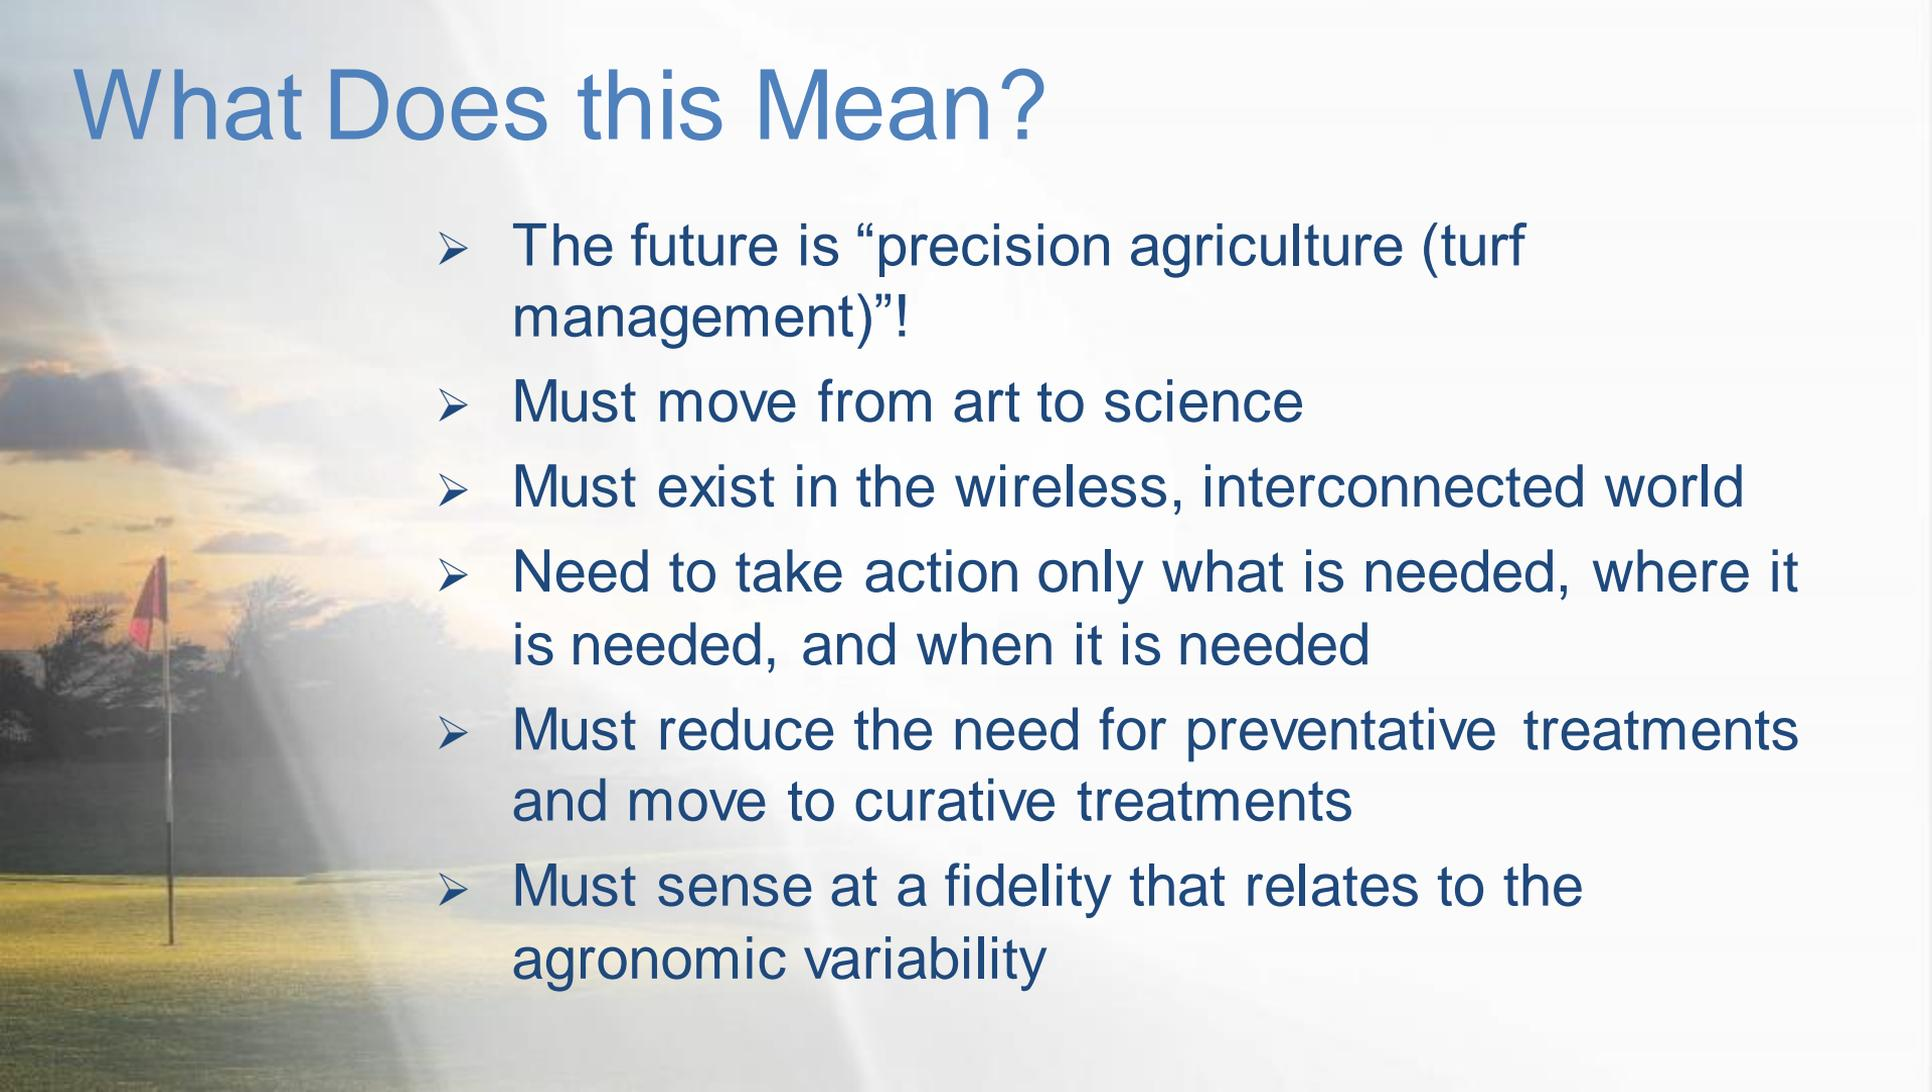 What Does this Mean?
➢ The future is “precision agriculture (turf
management)”!
➢ Must move from art to science
➢ Must exist in the wireless, interconnected world
➢ Need to take action only what is needed, where it
is needed, and when it is needed
➢ Must reduce the need for preventative treatments
and move to curative treatments
➢ Must sense at a fidelity that relates to the
agronomic variability